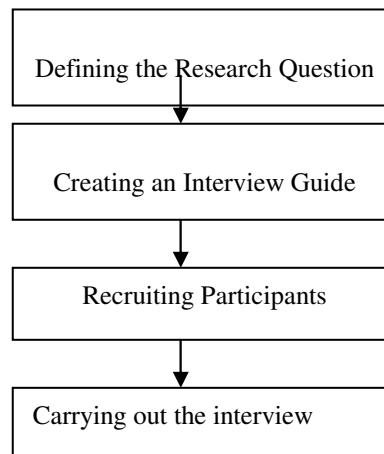 Defining the Research Question
Creating an Interview Guide
Recruiting Participants
Carrying out the interview